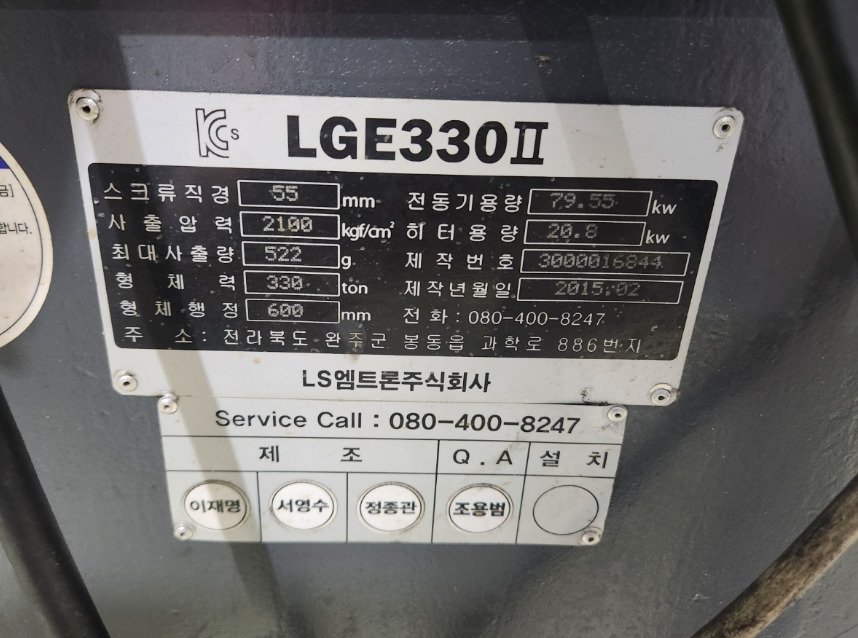 KCs LGE330Ⅱ
스크류직경 55 mm 전동기용량 79.55 kw
사출압력 2100 kgf/cm² 히터용량 20.8 kw
최대사출량 522 g 제작번호 3000016844
형체력 330 ton 제작년월일 2015.02
형체행정 600 mm 전화 : 080-400-8247
주소 : 전라북도 완주군 봉동읍 과학로 886번지
LS엠트론주식회사
Service Call : 080-400-8247
제조 Q.A 설치
이재명 서영수 정종관 조용범
금]
합니다.